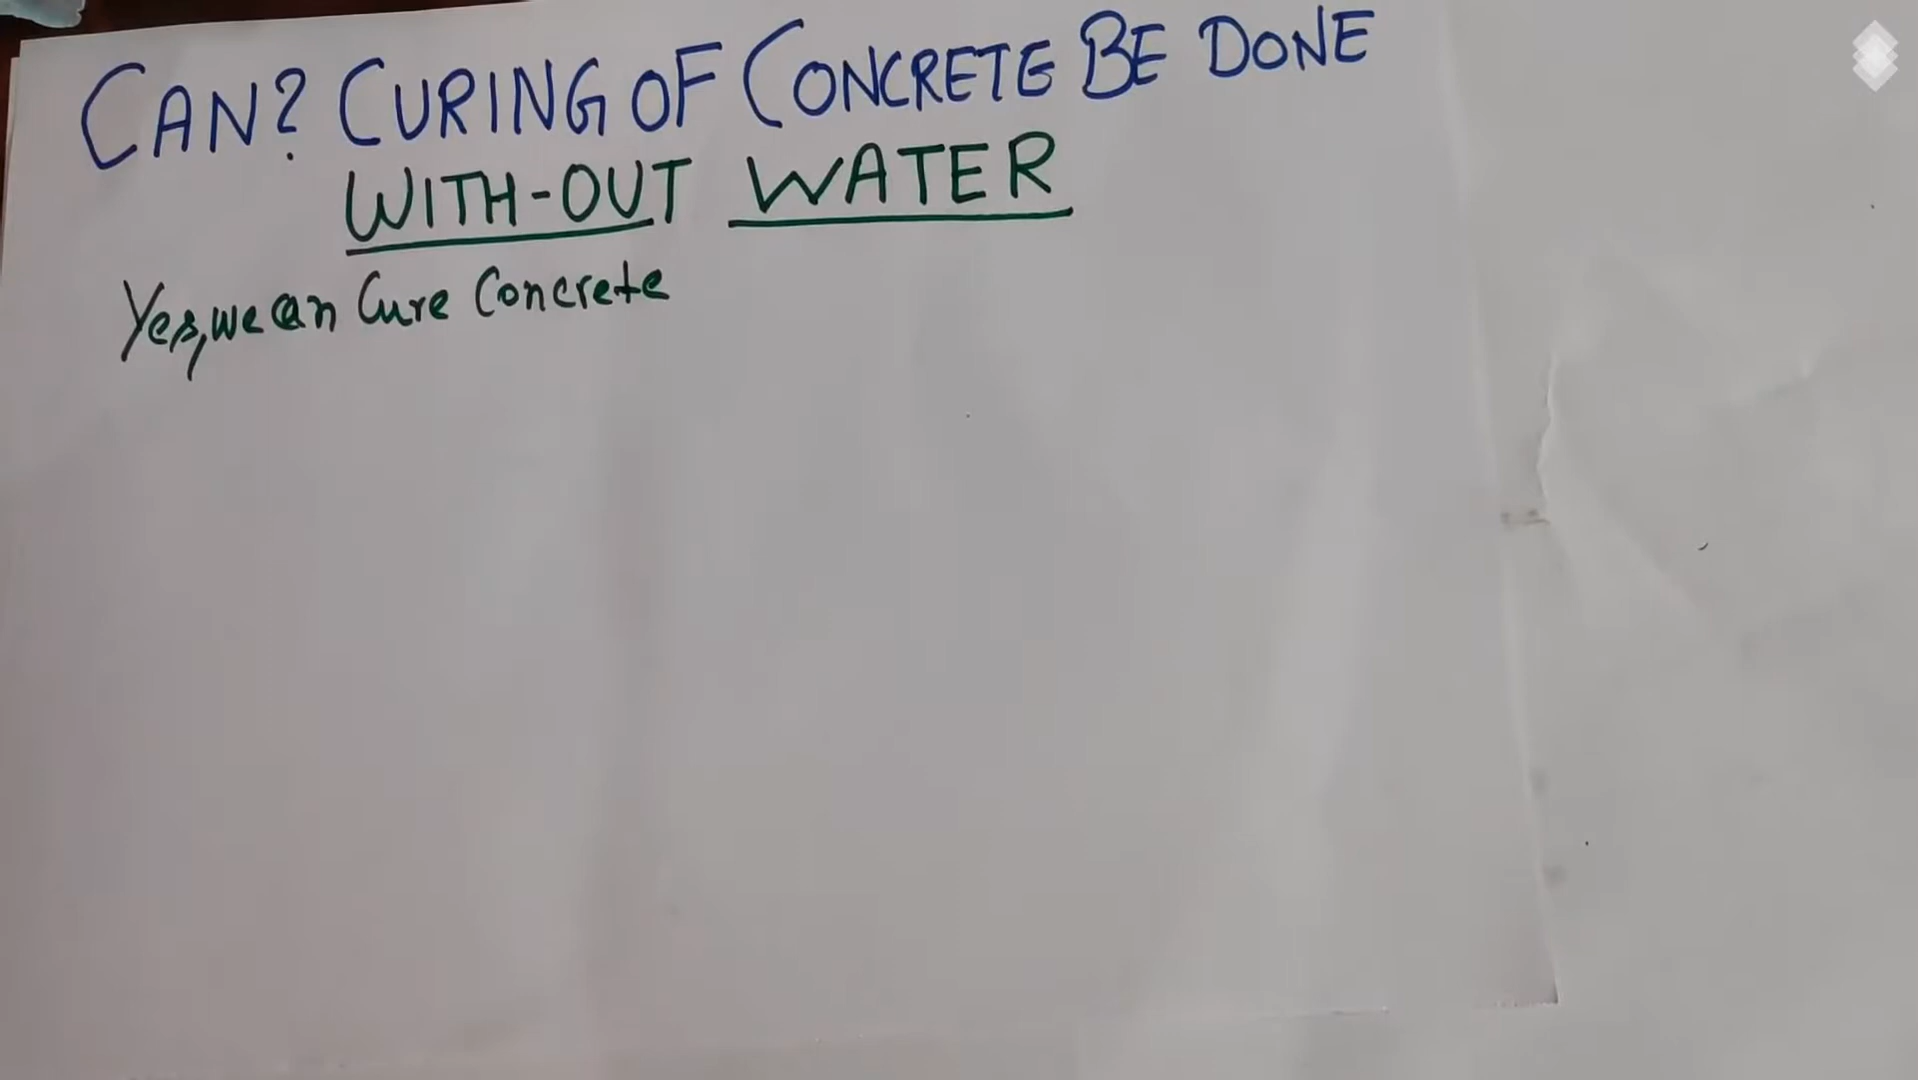 CAN? CURING OF CONCRETE BE DONE
WITH-OUT WATER
Yes, we can Cure Concrete